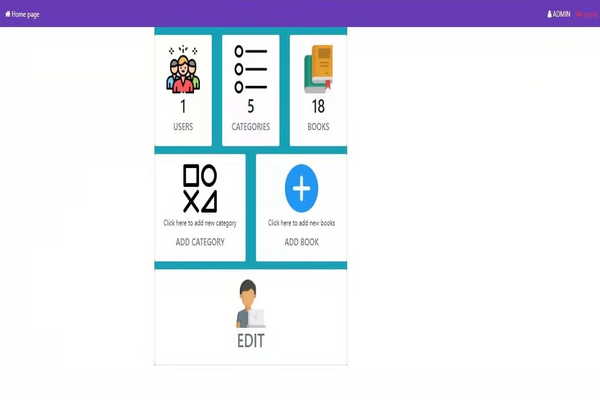 Home page
ADMIN
1
USERS
5
CATEGORIES
18
BOOKS
Click here to add new category
ADD CATEGORY
Click here to add new books
ADD BOOK
EDIT